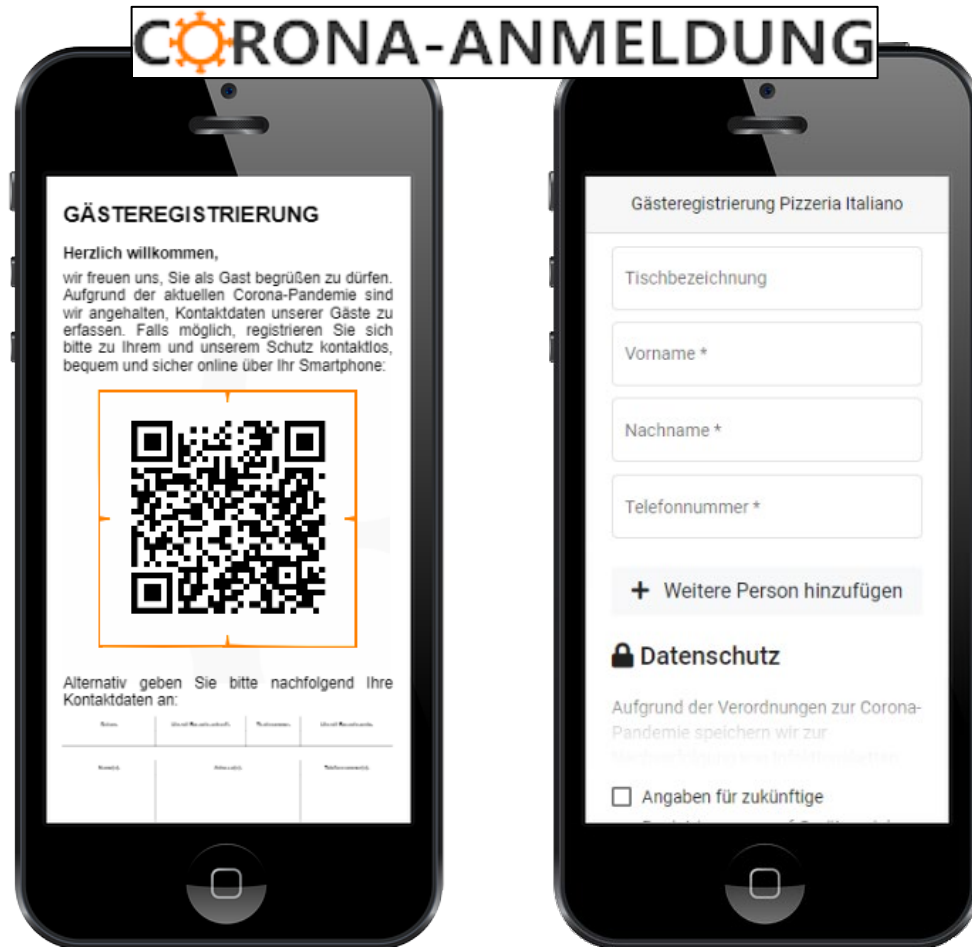 CORONA-ANMELDUNG
GÄSTEREGISTRIERUNG
Herzlich willkommen,
wir freuen uns, Sie als Gast begrüßen zu dürfen.
Aufgrund der aktuellen Corona-Pandemie sind
wir angehalten, Kontaktdaten unserer Gäste zu
erfassen. Falls möglich, registrieren Sie sich
bitte zu Ihrem und unserem Schutz kontaktlos,
bequem und sicher online über Ihr Smartphone:
Alternativ geben Sie bitte nachfolgend Ihre
Kontaktdaten an:
Gästeregistrierung Pizzeria Italiano
Tischbezeichnung
Vorname *
Nachname *
Telefonnummer *
+ Weitere Person hinzufügen
Datenschutz
Aufgrund der Verordnungen zur Corona-
Pandemie speichern wir zur
Angaben für zukünftige